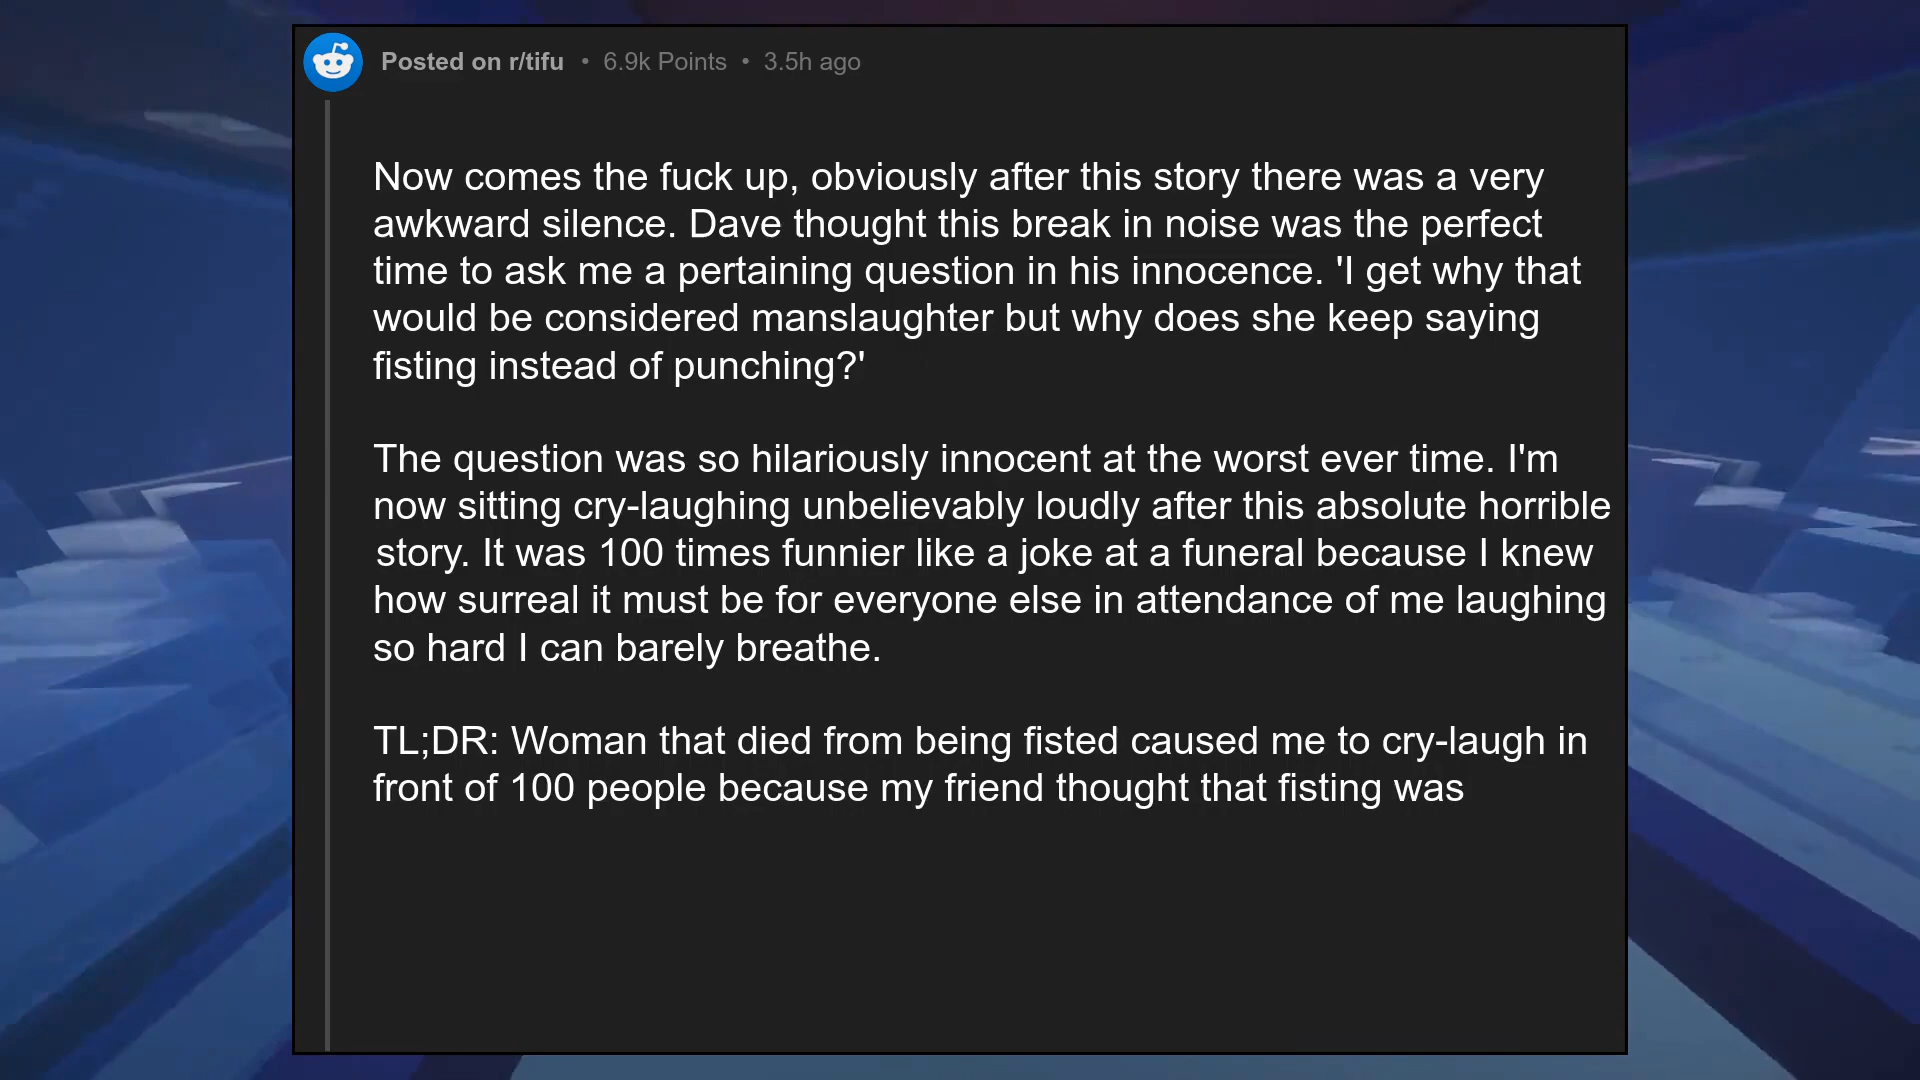 Posted on r/tifu • 6.9k Points • 3.5h ago
Now comes the fuck up, obviously after this story there was a very
awkward silence. Dave thought this break in noise was the perfect
time to ask me a pertaining question in his innocence. 'I get why that
would be considered manslaughter but why does she keep saying
fisting instead of punching?'
The question was so hilariously innocent at the worst ever time. I'm
now sitting cry-laughing unbelievably loudly after this absolute horrible
story. It was 100 times funnier like a joke at a funeral because I knew
how surreal it must be for everyone else in attendance of me laughing
so hard I can barely breathe.
TL;DR: Woman that died from being fisted caused me to cry-laugh in
front of 100 people because my friend thought that fisting was